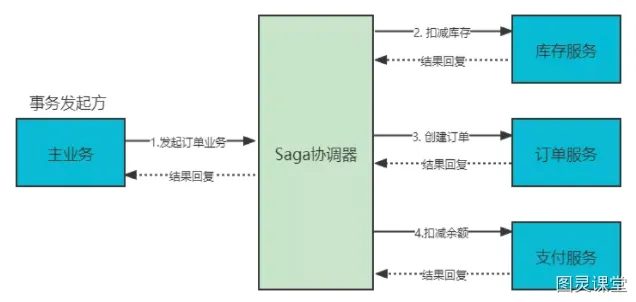 事务发起方
主业务
1.发起订单业务
结果回复
Saga协调器
2. 扣减库存
结果回复
库存服务
3. 创建订单
结果回复
订单服务
4.扣减余额
结果回复
支付服务
图灵课堂